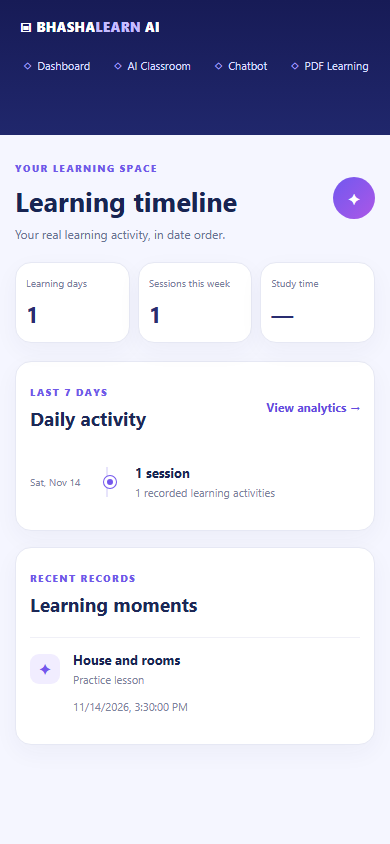 BHASHALEARN AI
Dashboard
AI Classroom
Chatbot
PDF Learning
YOUR LEARNING SPACE
Learning timeline
Your real learning activity, in date order.
Learning days
1
Sessions this week
1
Study time
—
LAST 7 DAYS
Daily activity
View analytics →
Sat, Nov 14
1 session
1 recorded learning activities
RECENT RECORDS
Learning moments
House and rooms
Practice lesson
11/14/2026, 3:30:00 PM